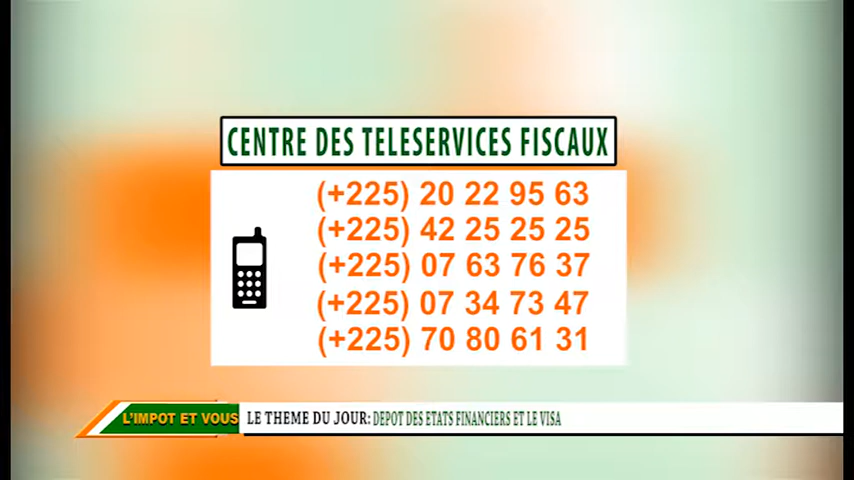 CENTRE DES TELESERVICES FISCAUX
(+225) 20 22 95 63
(+225) 42 25 25 25
(+225) 07 63 76 37
(+225) 07 34 73 47
(+225) 70 80 61 31
L'IMPOT ET VOUS LE THEME DU JOUR: DEPOT DES ETATS FINANCIERS ET LE VISA